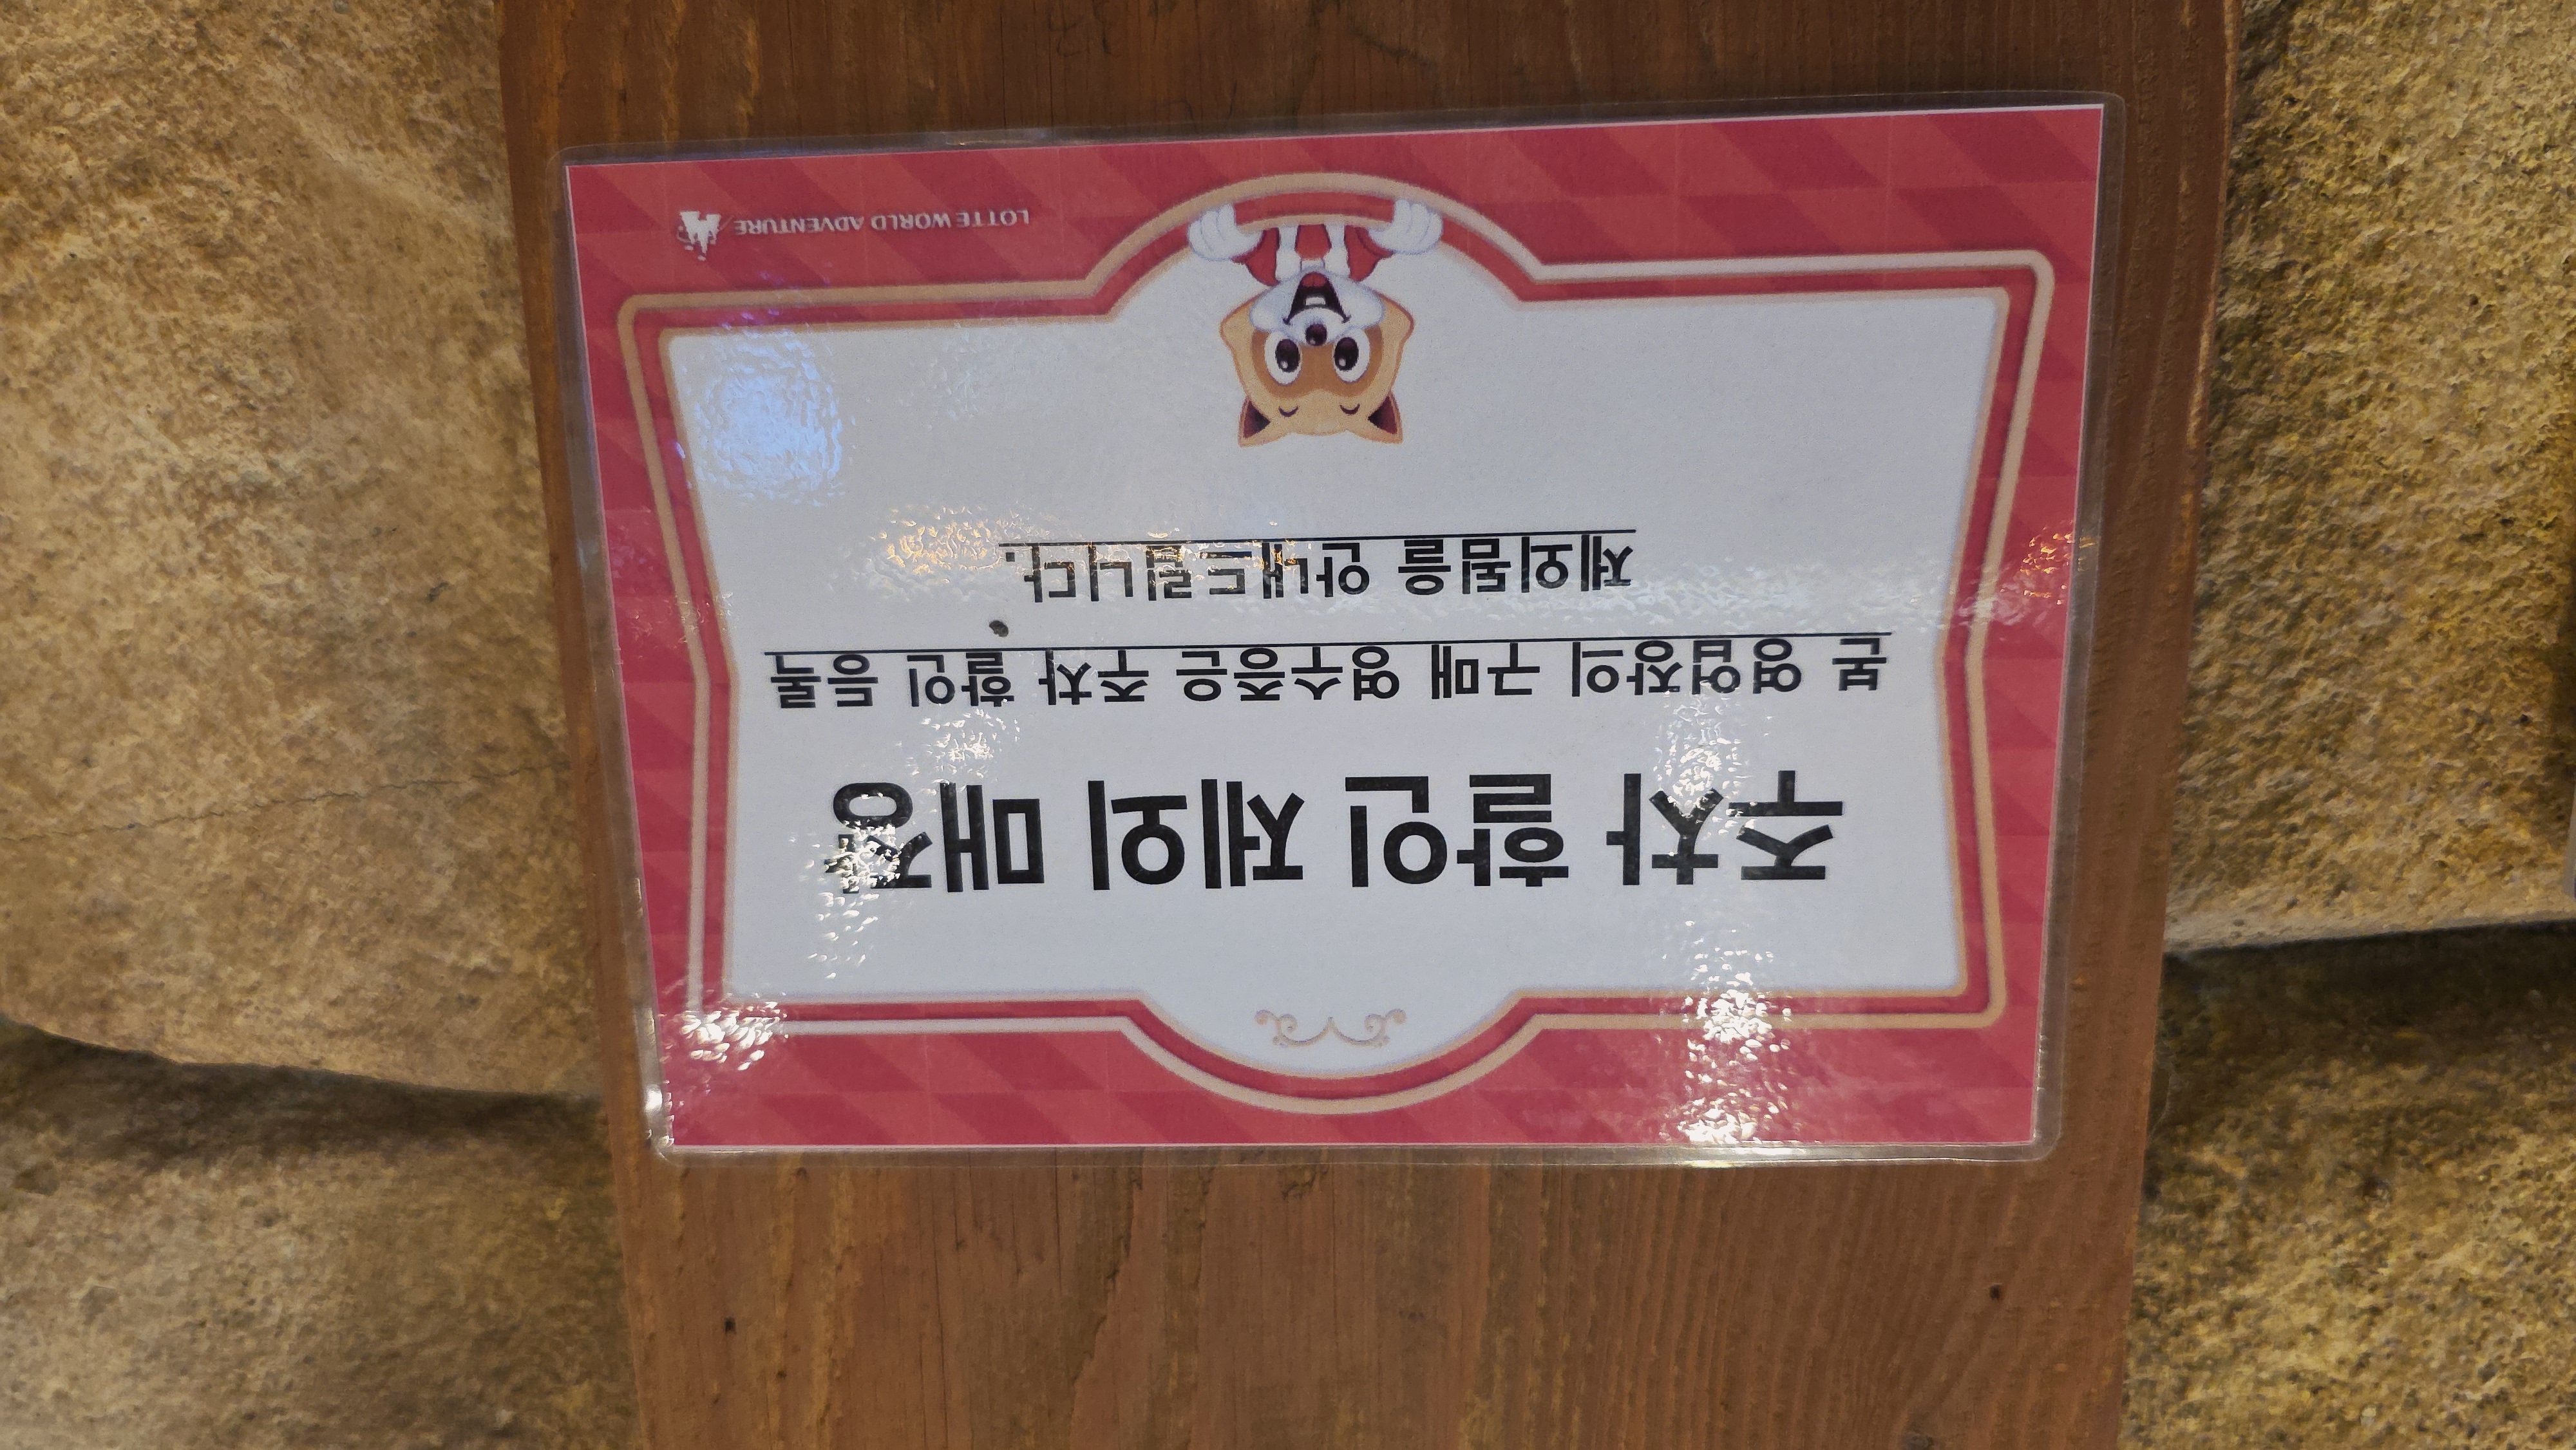 주차 할인 제외 매장
본 영업장의 구매 영수증은 주차 할인 등록
제외됨을 안내드립니다.
LOTTE WORLD ADVENTURE